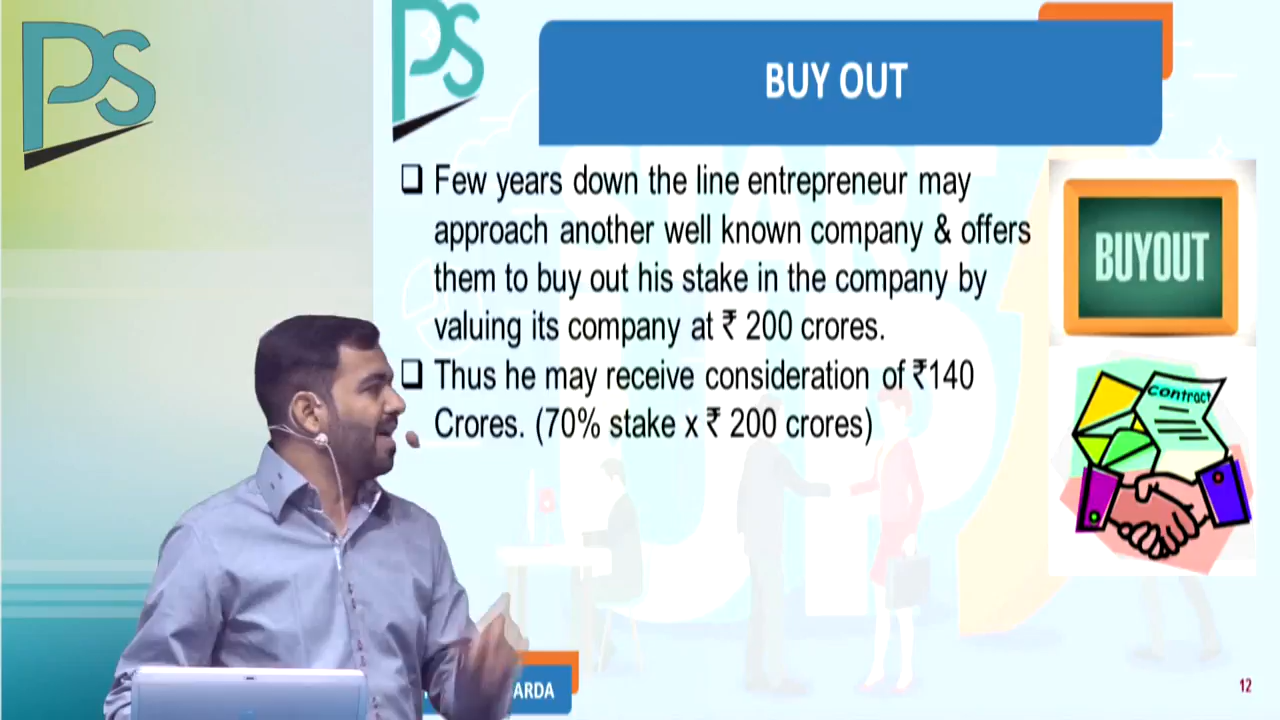 PS
PS
BUY OUT
❑ Few years down the line entrepreneur may
approach another well known company & offers
them to buy out his stake in the company by
valuing its company at ₹ 200 crores.
❑ Thus he may receive consideration of ₹140
Crores. (70% stake x ₹ 200 crores)
BUYOUT
Contract
12